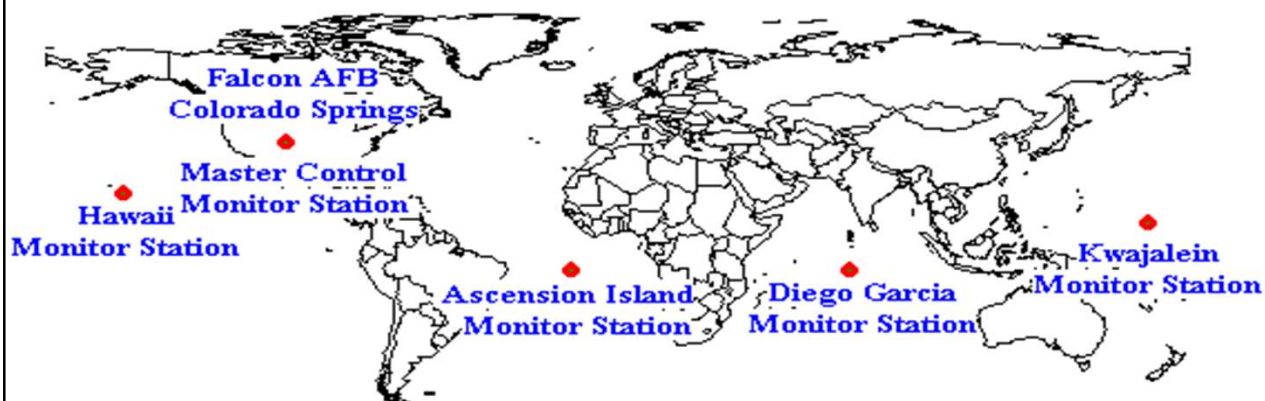 Falcon AFB
Colorado Springs
Master Control
Monitor Station
Hawaii
Monitor Station
Ascension Island
Monitor Station
Diego Garcia
Monitor Station
Kwajalein
Monitor Station